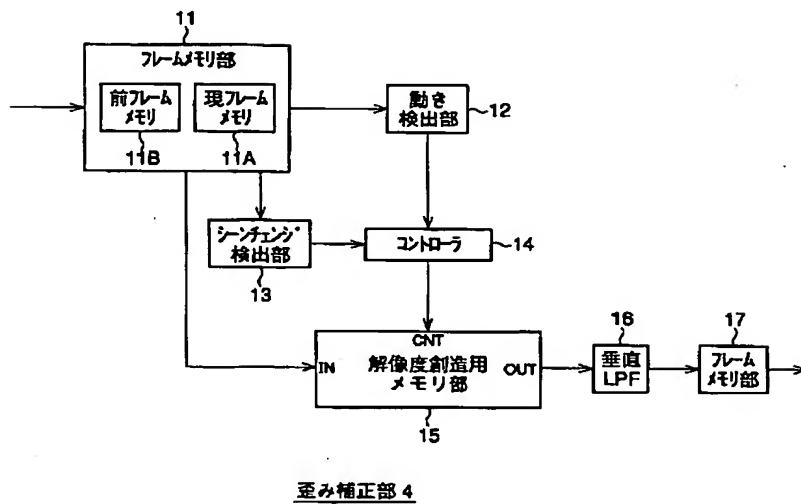 11
フレームメモリ部
前フレーム
メモリ
現フレーム
メモリ
11B
11A
動き
検出部
12
シーンチェンジ
検出部
13
コントローラ
14
CNT
IN
解像度創造用
メモリ部
OUT
15
16
垂直
LPF
17
フレーム
メモリ部
歪み補正部4